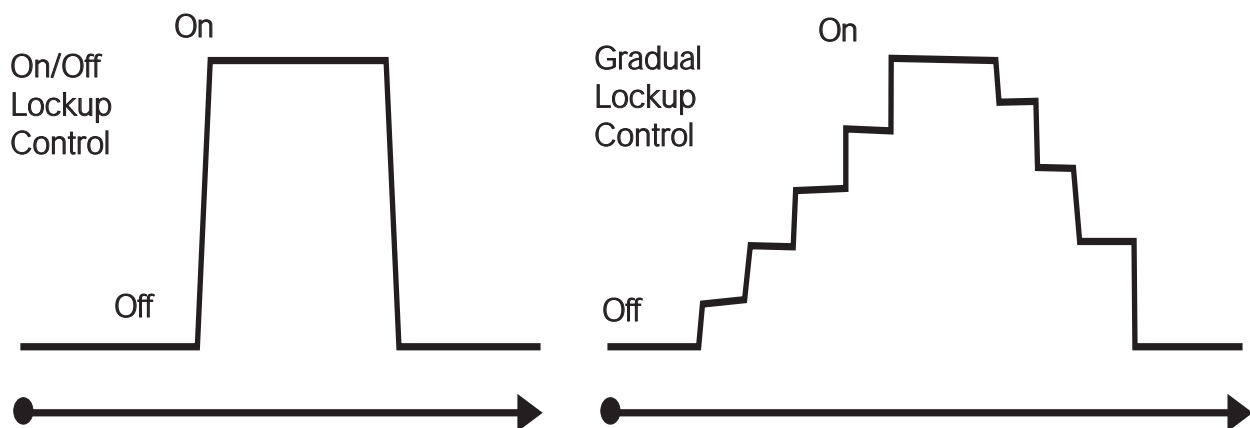 On
On/Off
Lockup
Control
Off
On
Gradual
Lockup
Control
Off